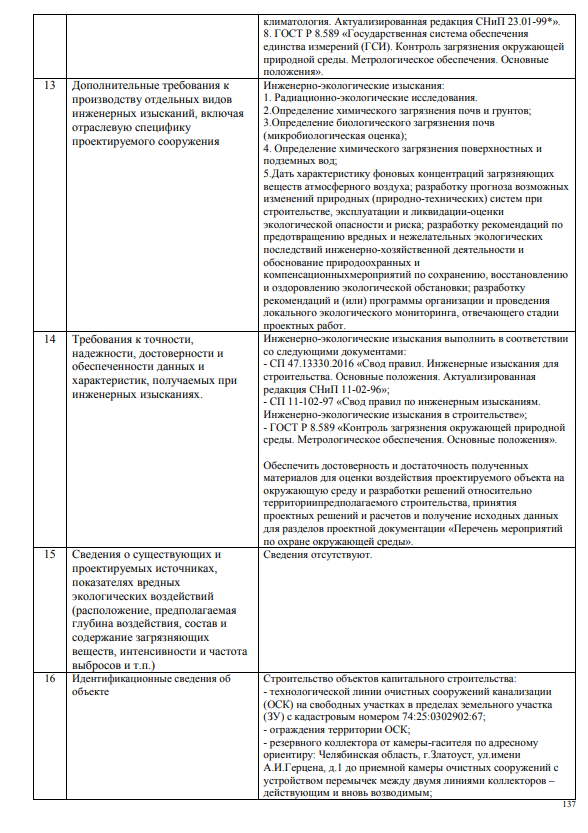 климатология. Актуализированная редакция СНиП 23.01-99*».
8. ГОСТ Р 8.589 «Государственная система обеспечения
единства измерений (ГСИ). Контроль загрязнения окружающей
природной среды. Метрологическое обеспечения. Основные
положения».
13
Дополнительные требования к
производству отдельных видов
инженерных изысканий, включая
отраслевую специфику
проектируемого сооружения
Инженерно-экологические изыскания:
1. Радиационно-экологические исследования.
2.Определение химического загрязнения почв и грунтов;
3.Определение биологического загрязнения почв
(микробиологическая оценка);
4. Определение химического загрязнения поверхностных и
подземных вод;
5.Дать характеристику фоновых концентраций загрязняющих
веществ атмосферного воздуха; разработку прогноза возможных
изменений природных (природно-технических) систем при
строительстве, эксплуатации и ликвидации-оценки
экологической опасности и риска; разработку рекомендаций по
предотвращению вредных и нежелательных экологических
последствий инженерно-хозяйственной деятельности и
обоснование природоохранных и
компенсационныхмероприятий по сохранению, восстановлению
и оздоровлению экологической обстановки; разработку
рекомендаций и (или) программы организации и проведения
локального экологического мониторинга, отвечающего стадии
проектных работ.
14
Требования к точности,
надежности, достоверности и
обеспеченности данных и
характеристик, получаемых при
инженерных изысканиях.
Инженерно-экологические изыскания выполнить в соответствии
со следующими документами:
- СП 47.13330.2016 «Свод правил. Инженерные изыскания для
строительства. Основные положения. Актуализированная
редакция СНиП 11-02-96»;
- СП 11-102-97 «Свод правил по инженерным изысканиям.
Инженерно-экологические изыскания в строительстве»;
- ГОСТ Р 8.589 «Контроль загрязнения окружающей природной
среды. Метрологическое обеспечения. Основные положения».
Обеспечить достоверность и достаточность полученных
материалов для оценки воздействия проектируемого объекта на
окружающую среду и разработки решений относительно
территориипредполагаемого строительства, принятия
проектных решений и расчетов и получение исходных данных
для разделов проектной документации «Перечень мероприятий
по охране окружающей среды».
15
Сведения о существующих и
проектируемых источниках,
показателях вредных
экологических воздействий
(расположение, предполагаемая
глубина воздействия, состав и
содержание загрязняющих
веществ, интенсивности и частота
выбросов и т.п.)
Сведения отсутствуют.
16
Идентификационные сведения об
объекте
Строительство объектов капитального строительства:
- технологической линии очистных сооружений канализации
(ОСК) на свободных участках в пределах земельного участка
(ЗУ) с кадастровым номером 74:25:0302902:67;
- ограждения территории ОСК;
- резервного коллектора от камеры-гасителя по адресному
ориентиру: Челябинская область, г.Златоуст, ул.имени
А.И.Герцена, д.1 до приемной камеры очистных сооружений с
устройством перемычек между двумя линиями коллекторов –
действующим и вновь возводимым;
137